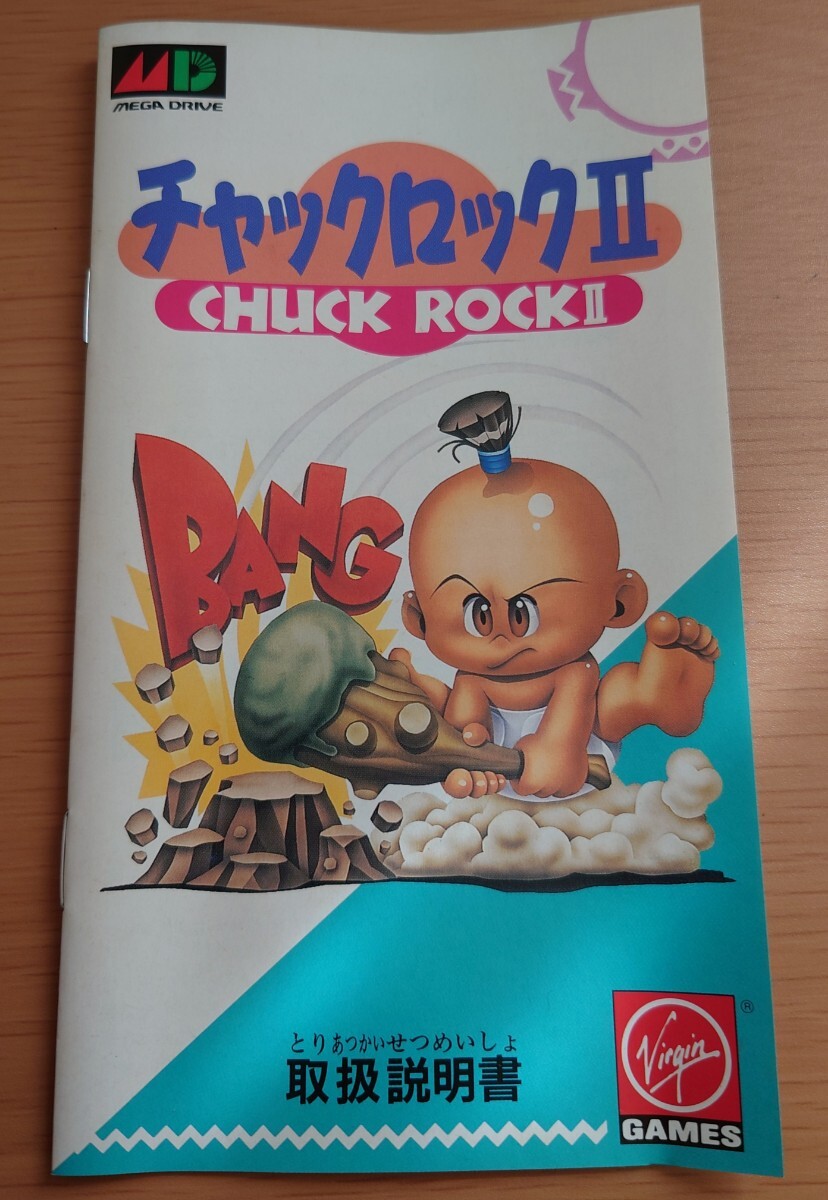 MD
MEGA DRIVE
チャックロックII
CHUCK ROCK II
BANG
とりあつかいせつめいしょ
取扱説明書
Virgin
®
GAMES